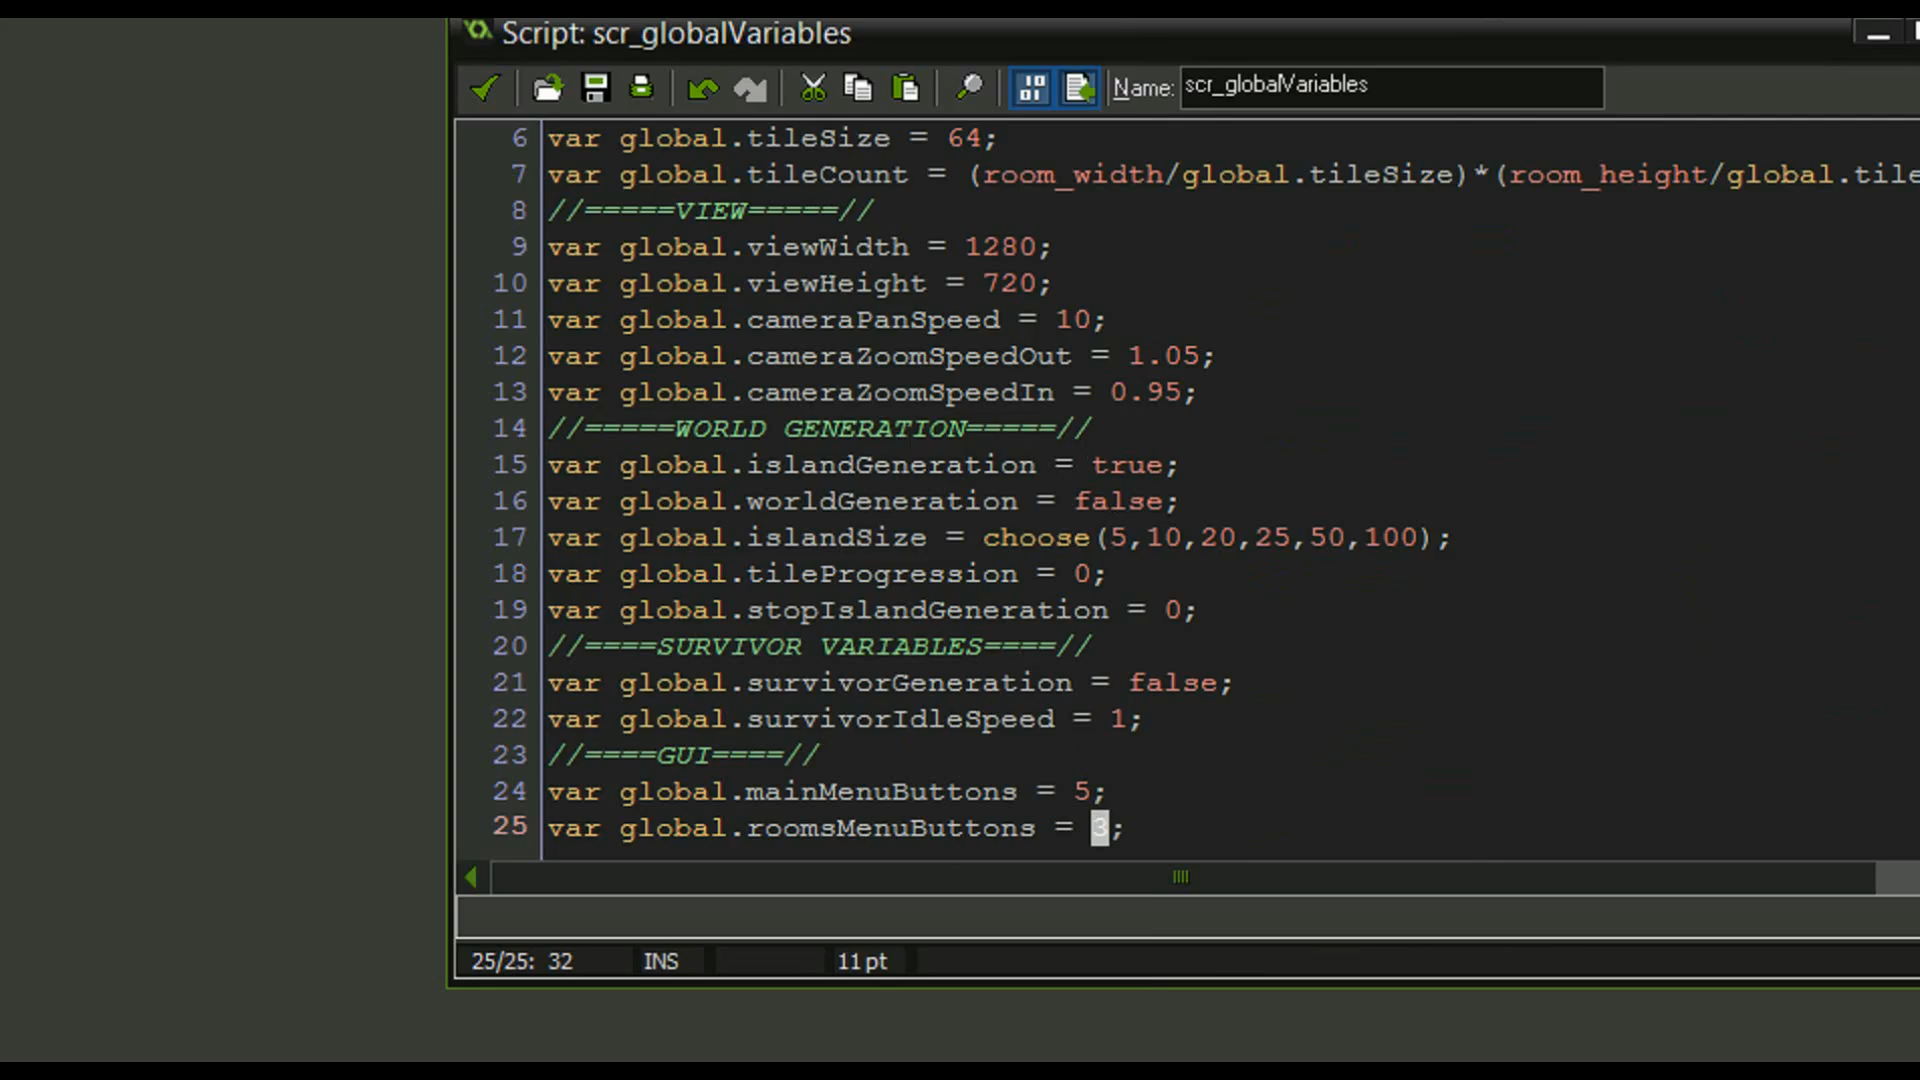 Script: scr_globalVariables
Name: scr_globalVariables
6 var global.tileSize = 64;
7 var global.tileCount = (room_width/global.tileSize)*(room_height/global.tile
8 //=====VIEW=====//
9 var global.viewWidth = 1280;
10 var global.viewHeight = 720;
11 var global.cameraPanSpeed = 10;
12 var global.cameraZoomSpeedOut = 1.05;
13 var global.cameraZoomSpeedIn = 0.95;
14 //=====WORLD GENERATION=====//
15 var global.islandGeneration = true;
16 var global.worldGeneration = false;
17 var global.islandSize = choose(5,10,20,25,50,100);
18 var global.tileProgression = 0;
19 var global.stopIslandGeneration = 0;
20 //====SURVIVOR VARIABLES====//
21 var global.survivorGeneration = false;
22 var global.survivorIdleSpeed = 1;
23 //====GUI====//
24 var global.mainMenuButtons = 5;
25 var global.roomsMenuButtons = 3;
25/25: 32 INS 11 pt